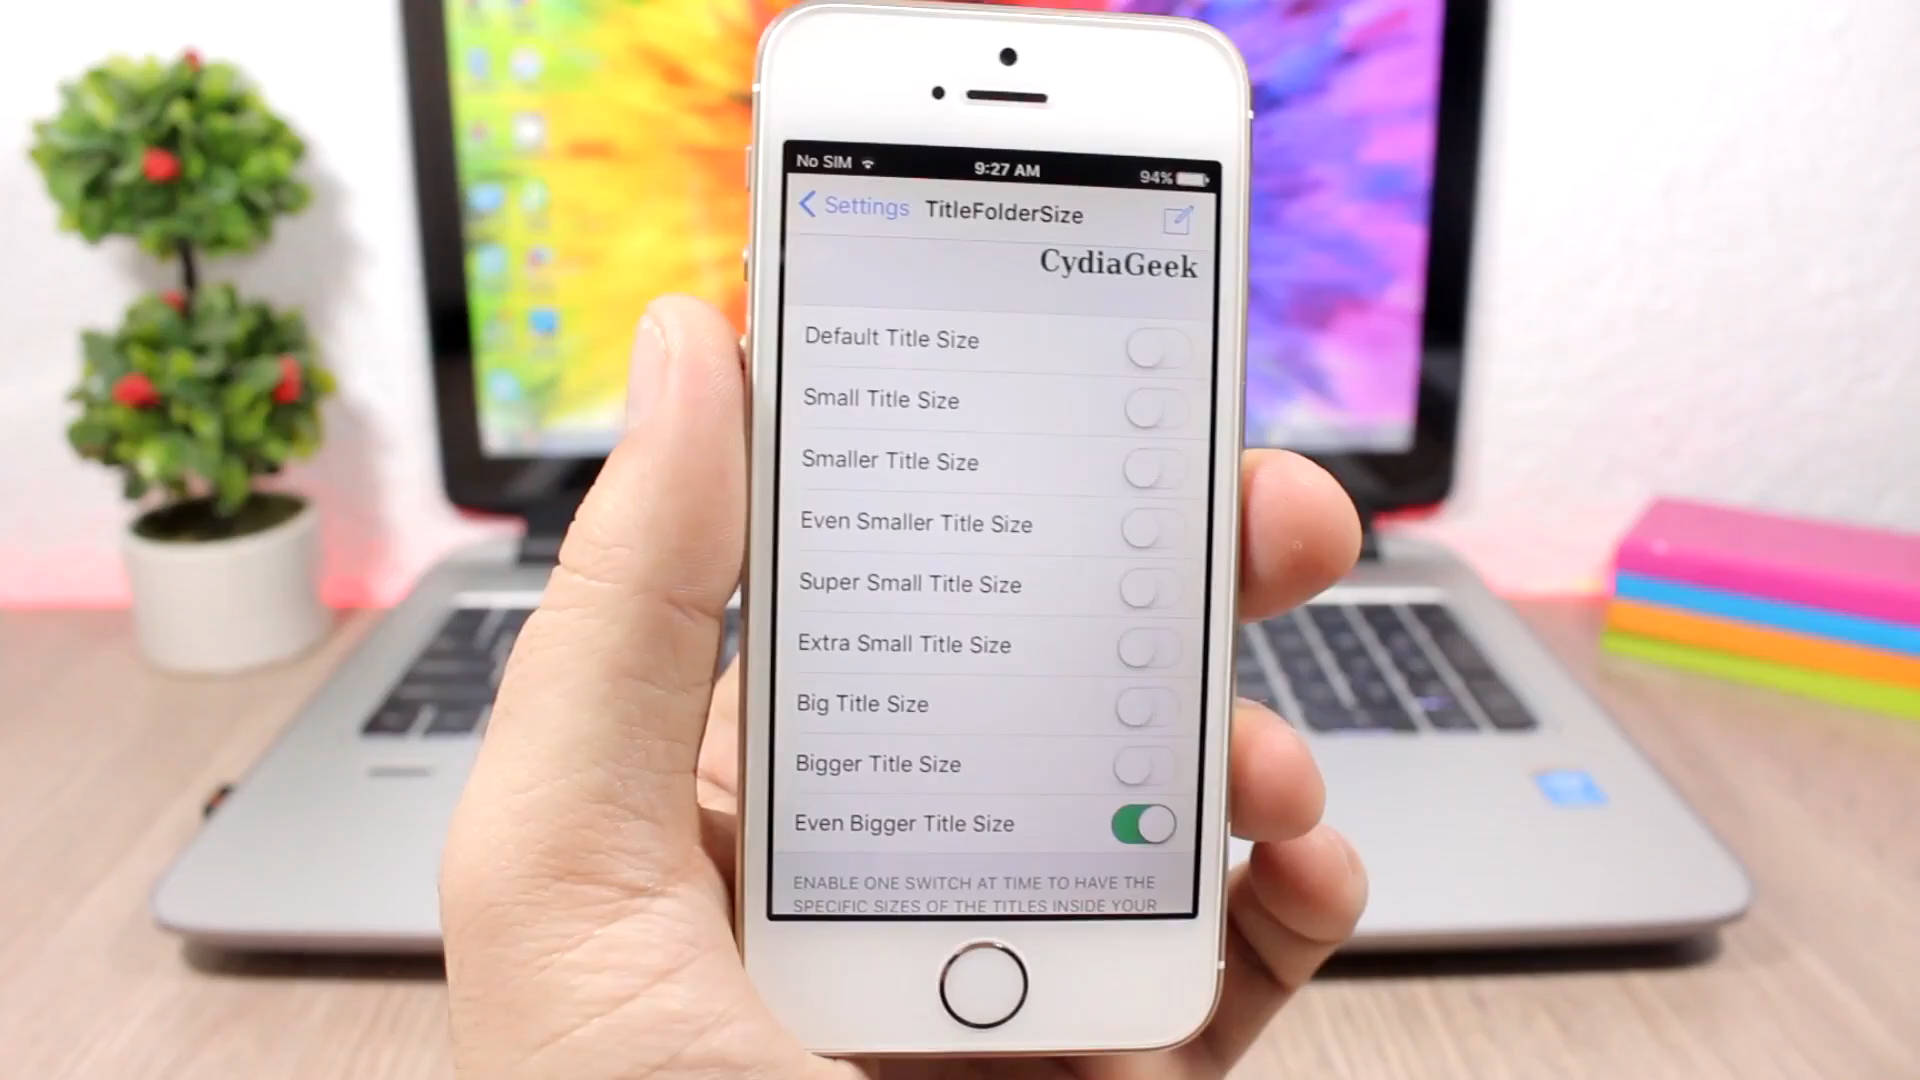 No SIM 9:27 AM 94%
Settings TitleFolderSize
CydiaGeek
Default Title Size
Small Title Size
Smaller Title Size
Even Smaller Title Size
Super Small Title Size
Extra Small Title Size
Big Title Size
Bigger Title Size
Even Bigger Title Size
ENABLE ONE SWITCH AT TIME TO HAVE THE
SPECIFIC SIZES OF THE TITLES INSIDE YOUR